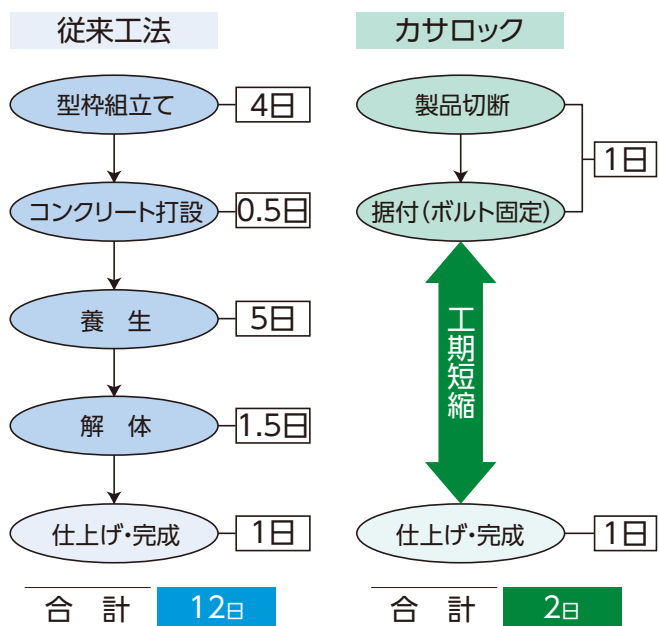 従来工法
型枠組立て
4日
コンクリート打設
0.5日
養 生
5日
解 体
1.5日
仕上げ・完成
1日
合 計
12日
カサロック
製品切断
据付(ボルト固定)
1日
工期短縮
仕上げ・完成
1日
合 計
2日